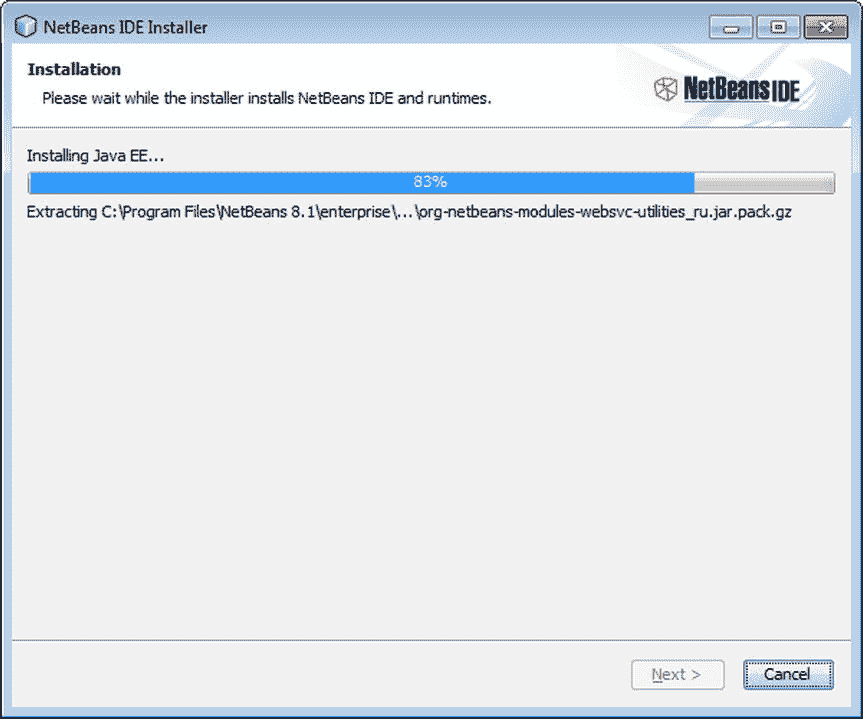 NetBeans IDE Installer
Installation
Please wait while the installer installs NetBeans IDE and runtimes.
NetBeans IDE
Installing Java EE...
83%
Extracting C:\Program Files\NetBeans 8.1\enterprise\...\org-netbeans-modules-websvc-utilities_ru.jar.pack.gz
Next >
Cancel